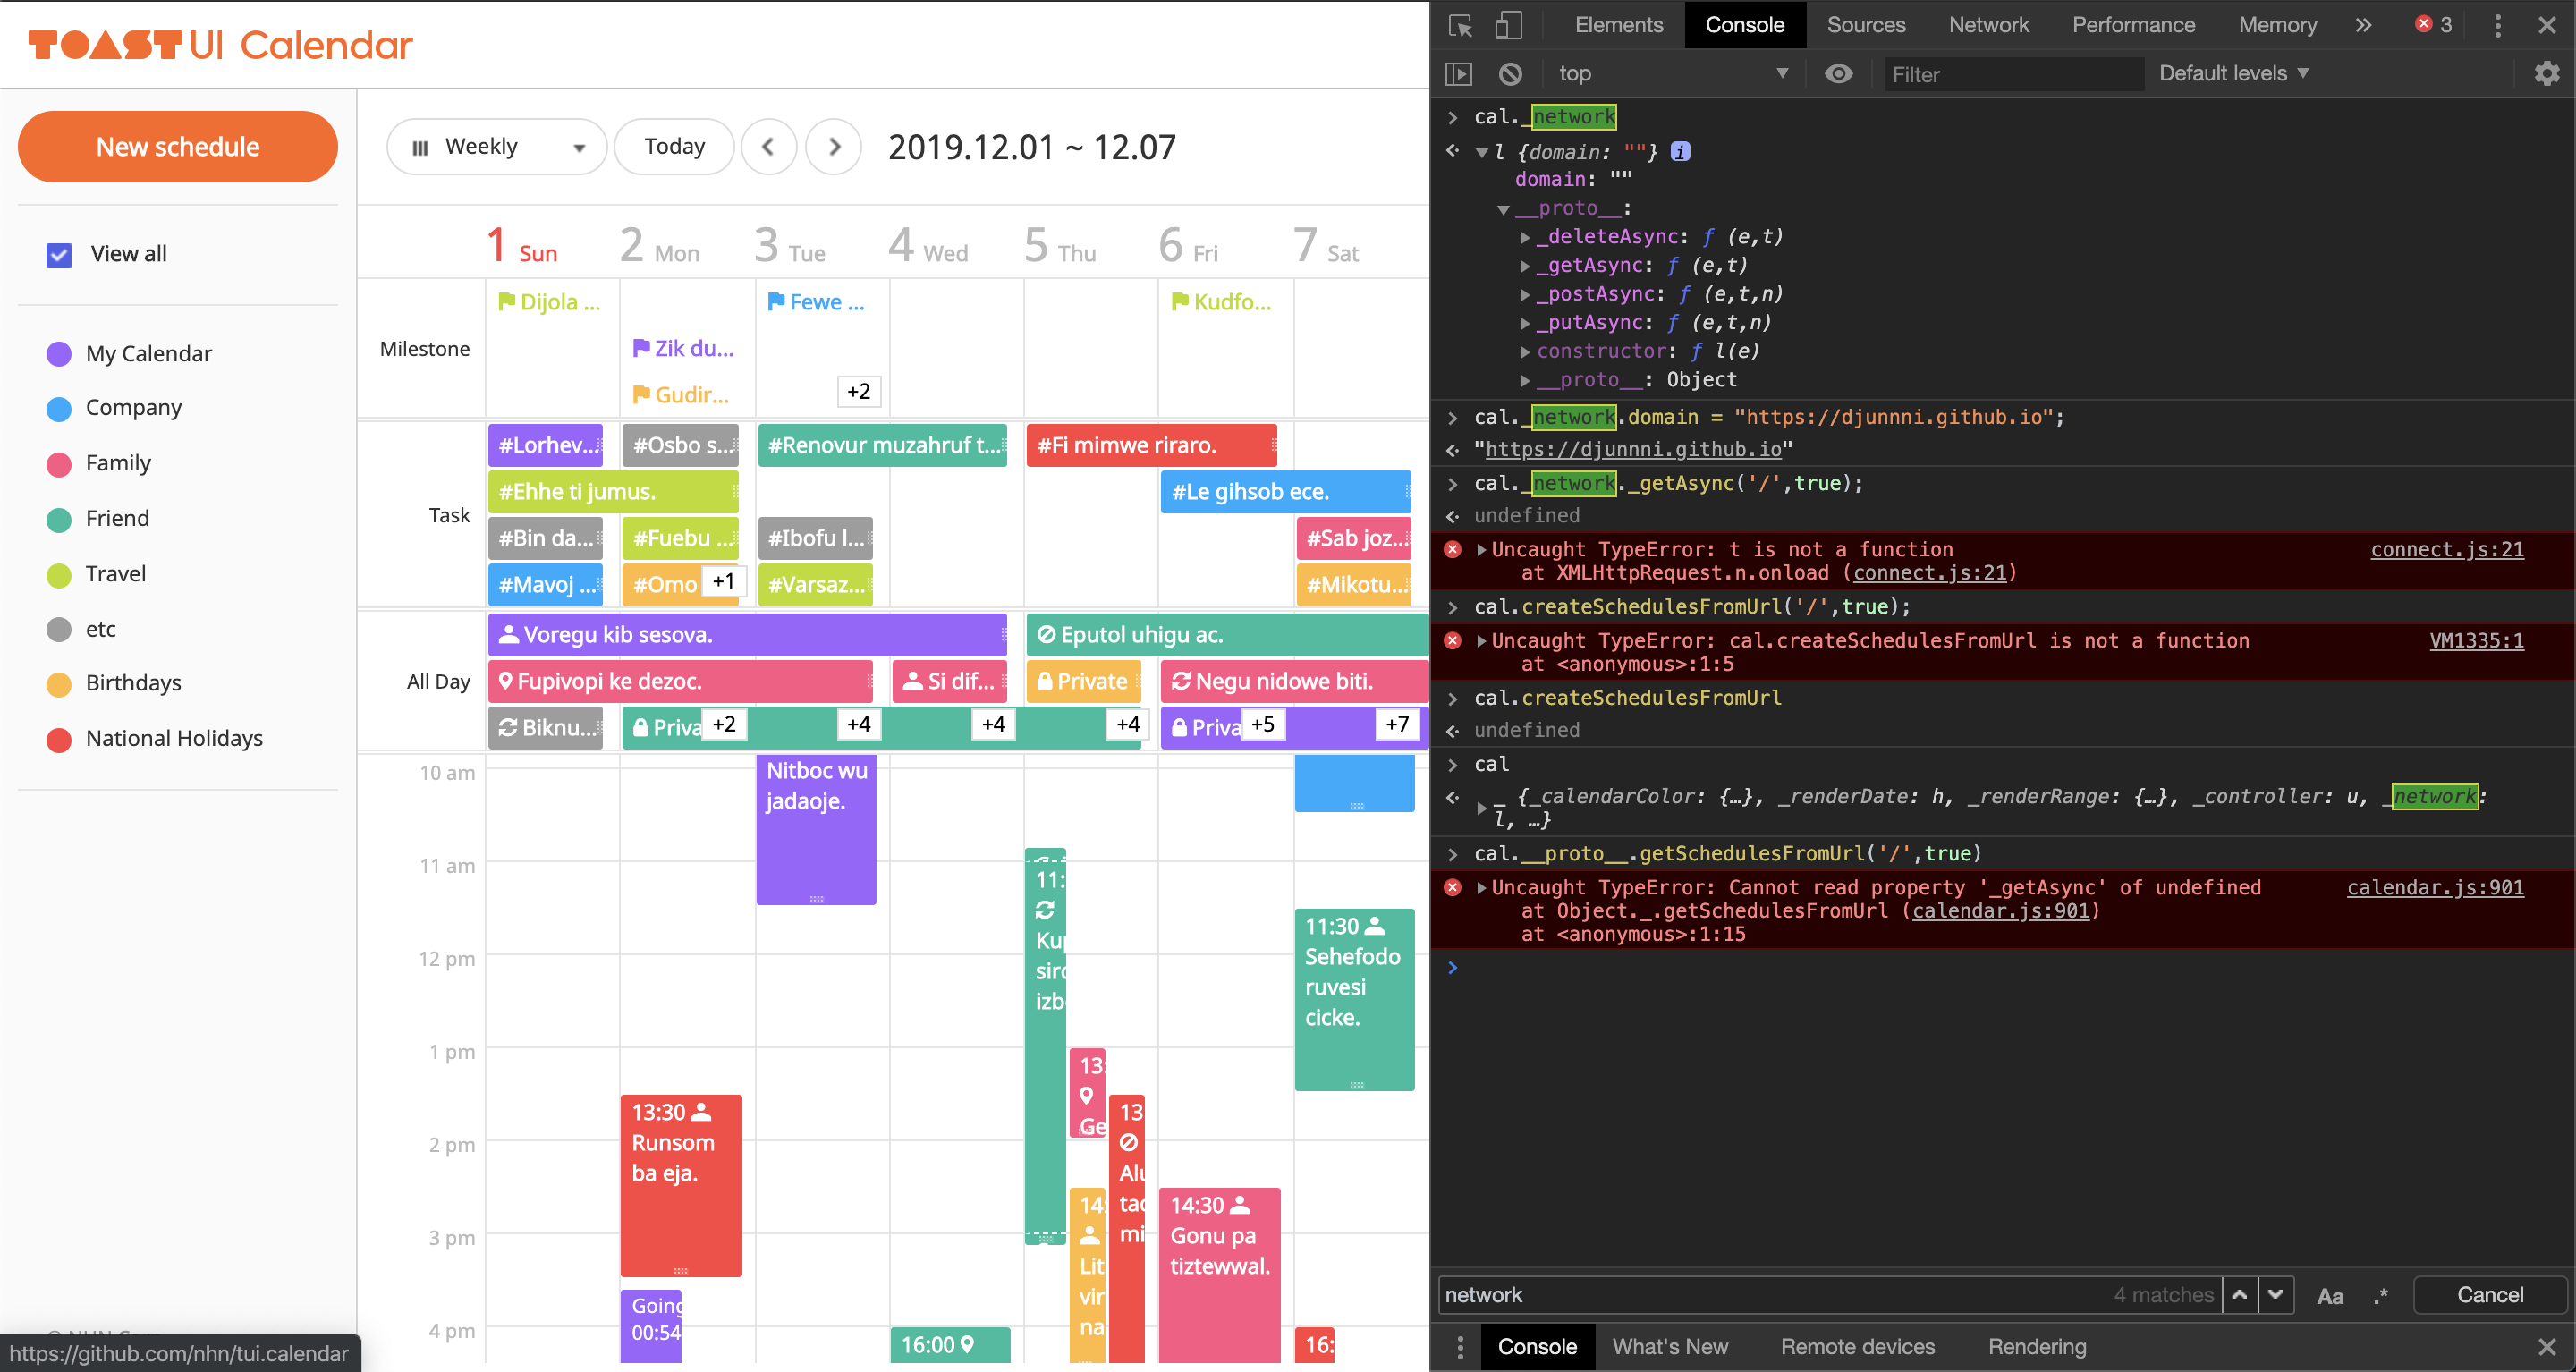 TOAST UI Calendar
New schedule
View all
My Calendar
Company
Family
Friend
Travel
etc
Birthdays
National Holidays
https://github.com/nhn/tui.calendar
Weekly
Today
2019.12.01 ~ 12.07
1 Sun
2 Mon
3 Tue
4 Wed
5 Thu
6 Fri
7 Sat
Milestone
Dijola ...
Fewe ...
Kudfo...
Zik du...
Gudir...
+2
Task
#Lorhev...
#Osbo s...
#Renovur muzahruf t...
#Fi mimwe riraro.
#Ehhe ti jumus.
#Le gihsob ece.
#Bin da...
#Fuebu ...
#Ibofu l...
#Sab joz...
#Mavoj ...
#Omo
+1
#Varsaz...
#Mikotu...
All Day
Voregu kib sesova.
Eputol uhigu ac.
Fupivopi ke dezoc.
Si dif...
Private
Negu nidowe biti.
Biknu...
Priva
+2
+4
+4
+4
Priva
+5
+7
10 am
11 am
12 pm
1 pm
2 pm
3 pm
4 pm
Nitboc wu
jadaoje.
13:30
Runsom
ba eja.
Going
00:54
16:00
11:
Ku
siro
izb
13:
Ge
13
Alu
tao
mi
14:
Lit
vir
na
14:30
Gonu pa
tiztewwal.
11:30
Sehefodo
ruvesi
cicke.
16:
Elements
Console
Sources
Network
Performance
Memory
»
3
top
Filter
Default levels
> cal._network
l {domain: ""} i
domain: ""
__proto__:
_deleteAsync: ƒ (e,t)
_getAsync: ƒ (e,t)
_postAsync: ƒ (e,t,n)
_putAsync: ƒ (e,t,n)
constructor: ƒ l(e)
__proto__: Object
> cal._network.domain = "https://djunnni.github.io";
"https://djunnni.github.io"
> cal._network._getAsync('/',true);
undefined
Uncaught TypeError: t is not a function connect.js:21
at XMLHttpRequest.n.onload (connect.js:21)
> cal.createSchedulesFromUrl('/',true);
Uncaught TypeError: cal.createSchedulesFromUrl is not a function VM1335:1
at <anonymous>:1:5
> cal.createSchedulesFromUrl
undefined
> cal
_ {_calendarColor: {…}, _renderDate: h, _renderRange: {…}, _controller: u, _network:
l, …}
> cal.__proto__.getSchedulesFromUrl('/',true)
Uncaught TypeError: Cannot read property '_getAsync' of undefined calendar.js:901
at Object._.getSchedulesFromUrl (calendar.js:901)
at <anonymous>:1:15
>
network
4 matches
Aa
.*
Cancel
Console
What's New
Remote devices
Rendering